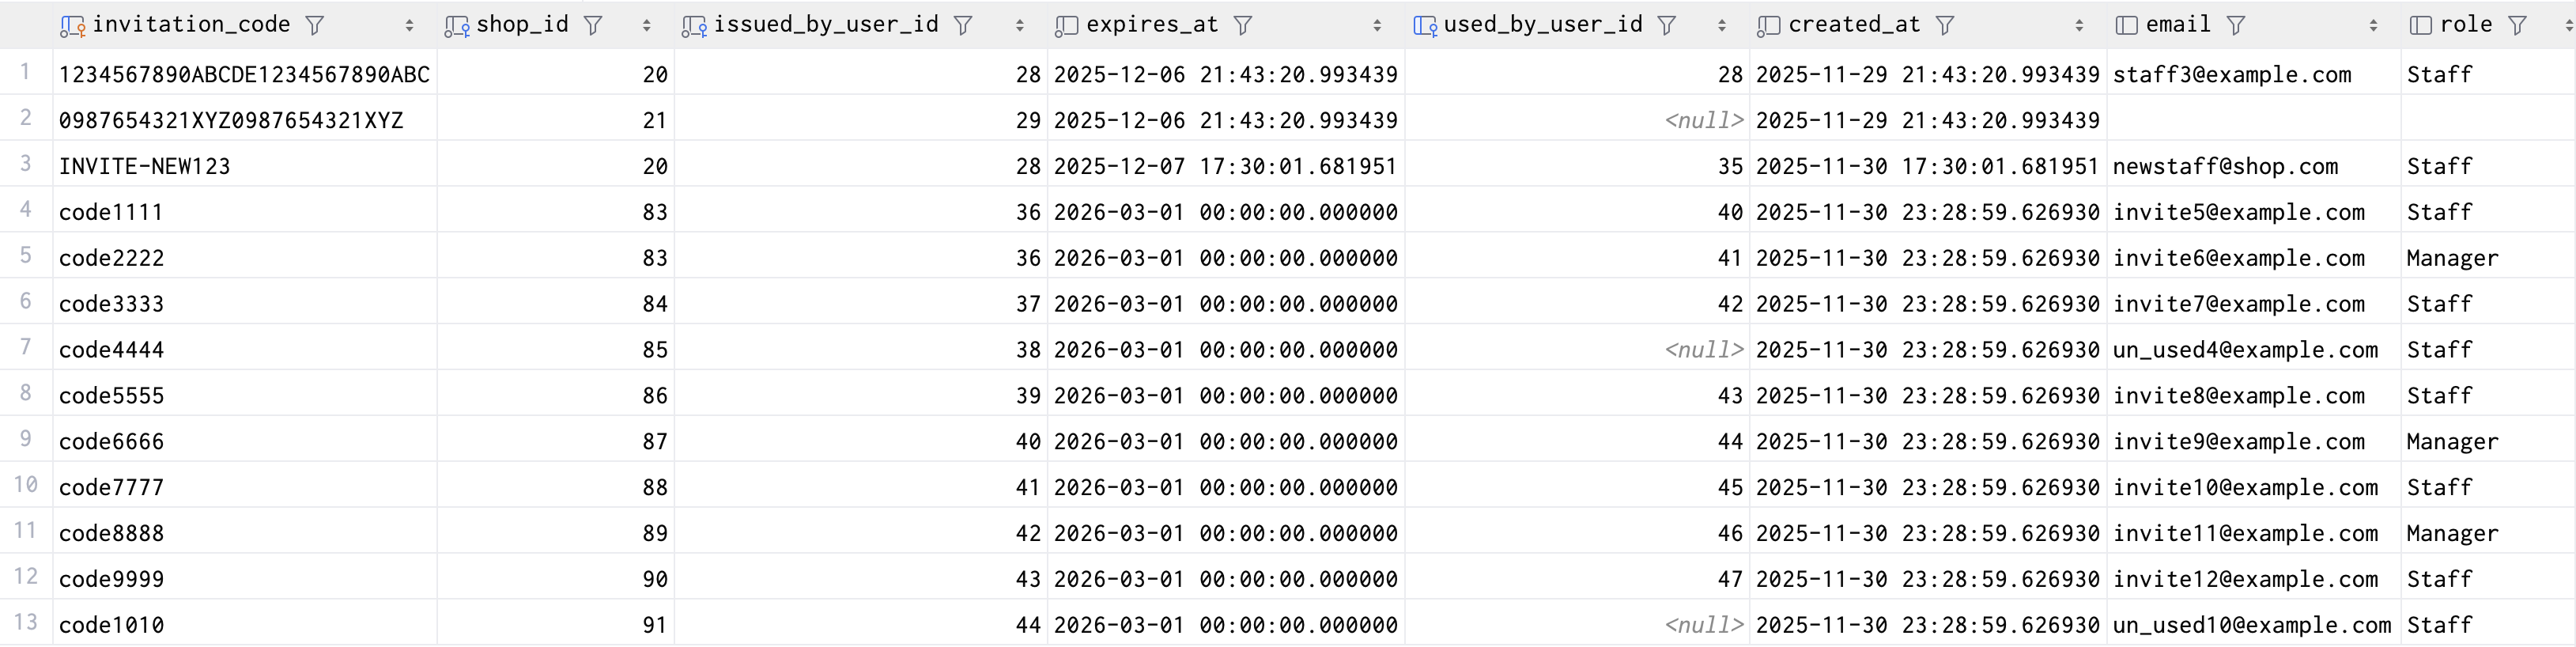 invitation_code shop_id issued_by_user_id expires_at used_by_user_id created_at email role
1 1234567890ABCDE1234567890ABC 20 28 2025-12-06 21:43:20.993439 28 2025-11-29 21:43:20.993439 staff3@example.com Staff
2 0987654321XYZ0987654321XYZ 21 29 2025-12-06 21:43:20.993439 <null> 2025-11-29 21:43:20.993439
3 INVITE-NEW123 20 28 2025-12-07 17:30:01.681951 35 2025-11-30 17:30:01.681951 newstaff@shop.com Staff
4 code1111 83 36 2026-03-01 00:00:00.000000 40 2025-11-30 23:28:59.626930 invite5@example.com Staff
5 code2222 83 36 2026-03-01 00:00:00.000000 41 2025-11-30 23:28:59.626930 invite6@example.com Manager
6 code3333 84 37 2026-03-01 00:00:00.000000 42 2025-11-30 23:28:59.626930 invite7@example.com Staff
7 code4444 85 38 2026-03-01 00:00:00.000000 <null> 2025-11-30 23:28:59.626930 un_used4@example.com Staff
8 code5555 86 39 2026-03-01 00:00:00.000000 43 2025-11-30 23:28:59.626930 invite8@example.com Staff
9 code6666 87 40 2026-03-01 00:00:00.000000 44 2025-11-30 23:28:59.626930 invite9@example.com Manager
10 code7777 88 41 2026-03-01 00:00:00.000000 45 2025-11-30 23:28:59.626930 invite10@example.com Staff
11 code8888 89 42 2026-03-01 00:00:00.000000 46 2025-11-30 23:28:59.626930 invite11@example.com Manager
12 code9999 90 43 2026-03-01 00:00:00.000000 47 2025-11-30 23:28:59.626930 invite12@example.com Staff
13 code1010 91 44 2026-03-01 00:00:00.000000 <null> 2025-11-30 23:28:59.626930 un_used10@example.com Staff